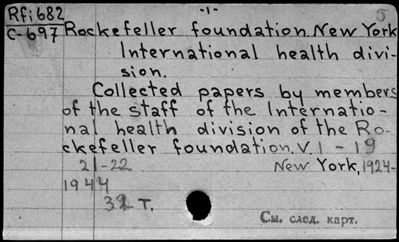 Rfi682
-1-
5
C-697 Rockefeller foundation. New York
International health divi-
sion.
Collected papers by members
of the staff of the Internatio-
nal health division of the Ro-
ckefeller foundation. V. 1 - 19
21-22 New York, 1924-
1944
32 T.
См. след. карт.